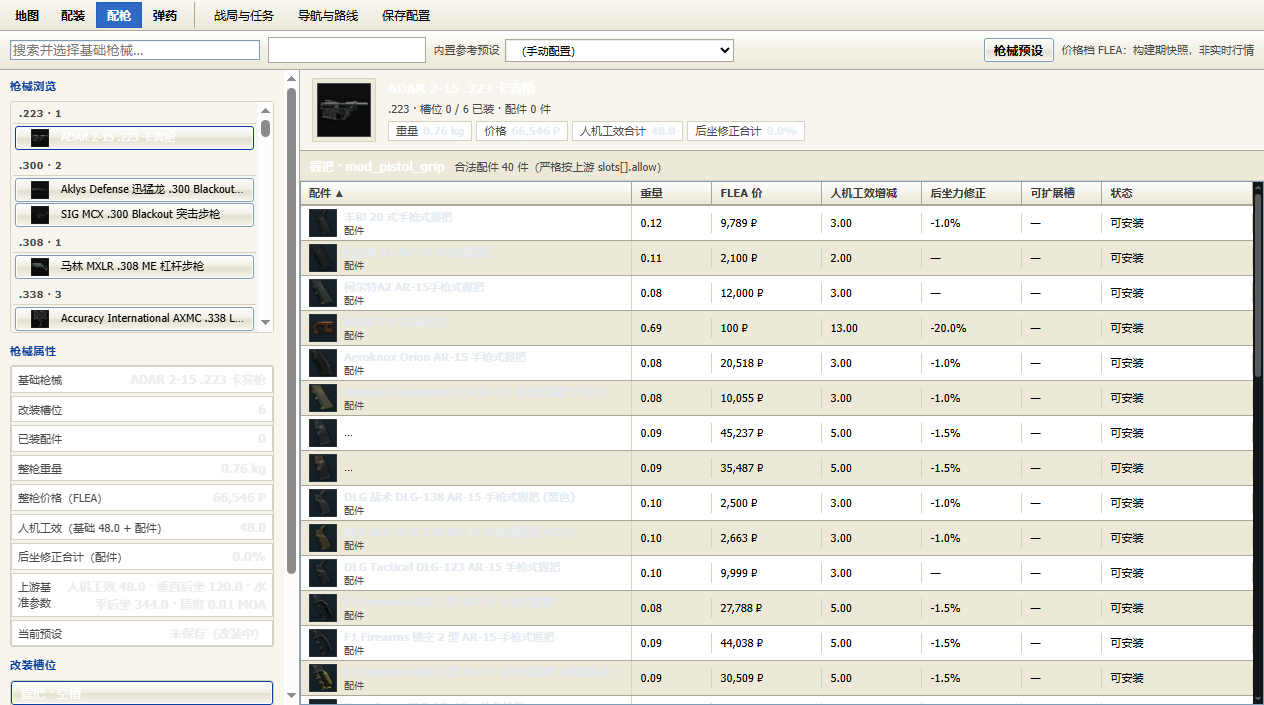 地图 配装 配枪 弹药 战局与任务 导航与路线 保存配置
搜索并选择基础枪械... 内置参考预设 (手动配置) 枪械预设 价格档 FLEA：构建期快照，非实时行情
枪械浏览
.223 · 1
ADAR 2-15 .223 卡宾枪
.300 · 2
Aklys Defense 迅猛龙 .300 Blackout...
SIG MCX .300 Blackout 突击步枪
.308 · 1
马林 MXLR .308 ME 杠杆步枪
.338 · 3
Accuracy International AXMC .338 L...
枪械属性
基础枪械 ADAR 2-15 .223 卡宾枪
改装槽位 6
已装配件 0
整枪重量 0.76 kg
整枪价格（FLEA） 66,546 ₽
人机工效（基础 48.0 + 配件） 48.0
后坐修正合计（配件） 0.0%
上游基准参数 人机工效 48.0 · 垂直后坐 120.0 · 水平后坐 344.0 · 精度 0.01 MOA
当前预设 未保存（改装中）
改装槽位
握把 · 空槽
ADAR 2-15 .223 卡宾枪
.223 · 槽位 0 / 6 已装 · 配件 0 件
重量 0.76 kg 价格 66,546 ₽ 人机工效合计 48.0 后坐修正合计 0.0%
握把 · mod_pistol_grip 合法配件 40 件（严格按上游 slots[].allow）
配件 ▲ 重量 FLEA 价 人机工效增减 后坐力修正 可扩展槽 状态
丰和 20 式手枪式握把
配件 0.12 9,789 ₽ 3.00 -1.0% — 可安装
配件 0.11 2,100 ₽ 2.00 — — 可安装
柯尔特A2 AR-15手枪式握把
配件 0.08 12,000 ₽ 3.00 — — 可安装
配件 0.69 100 ₽ 13.00 -20.0% — 可安装
Aeroknox Orion AR-15 手枪式握把
配件 0.08 20,518 ₽ 3.00 -1.0% — 可安装
配件 0.08 10,055 ₽ 3.00 -1.0% — 可安装
... 0.09 45,237 ₽ 5.00 -1.5% — 可安装
... 0.09 35,487 ₽ 5.00 -1.5% — 可安装
DLG 战术 DLG-138 AR-15 手枪式握把 (黑色)
配件 0.10 2,500 ₽ 3.00 -1.0% — 可安装
配件 0.10 2,663 ₽ 3.00 -1.0% — 可安装
DLG Tactical DLG-123 AR-15 手枪式握把
配件 0.10 9,999 ₽ 3.00 — — 可安装
配件 0.08 27,788 ₽ 5.00 -1.5% — 可安装
F1 Firearms 镂空 2 型 AR-15 手枪式握把
配件 0.09 44,038 ₽ 5.00 -1.5% — 可安装
配件 0.09 30,509 ₽ 5.00 -1.5% — 可安装